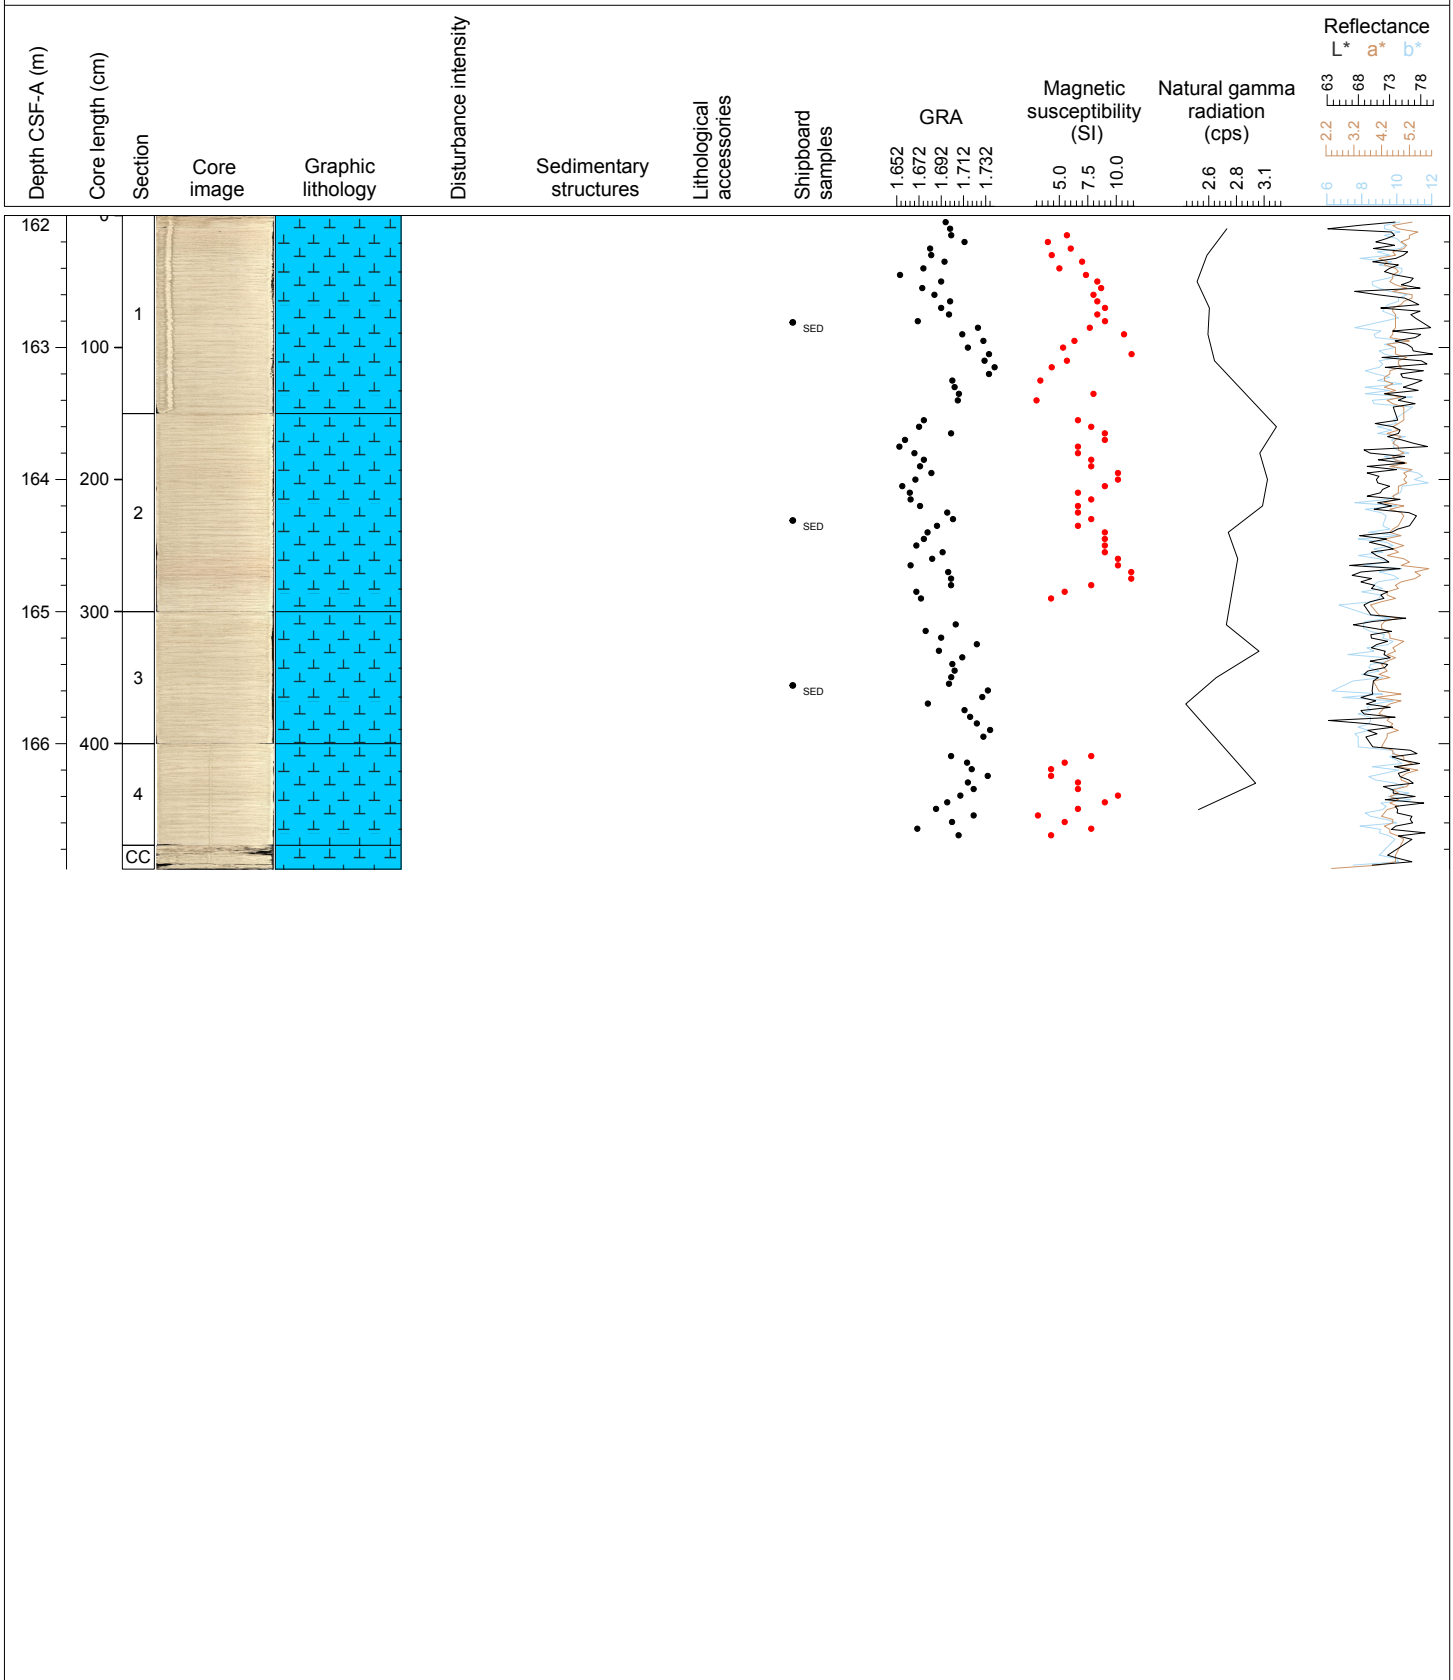 Depth CSF-A (m)
Core length (cm)
Section
Core
image
Graphic
lithology
Disturbance intensity
Sedimentary
structures
Lithological
accessories
Shipboard
samples
GRA
1.652
1.672
1.692
1.712
1.732
Magnetic
susceptibility
(SI)
5.0
7.5
10.0
Natural gamma
radiation
(cps)
2.6
2.8
3.1
Reflectance
L* a* b*
63
68
73
78
2.2
3.2
4.2
5.2
6
8
10
12
162
163
164
165
166
0
100
200
300
400
1
2
3
4
CC
SED
SED
SED